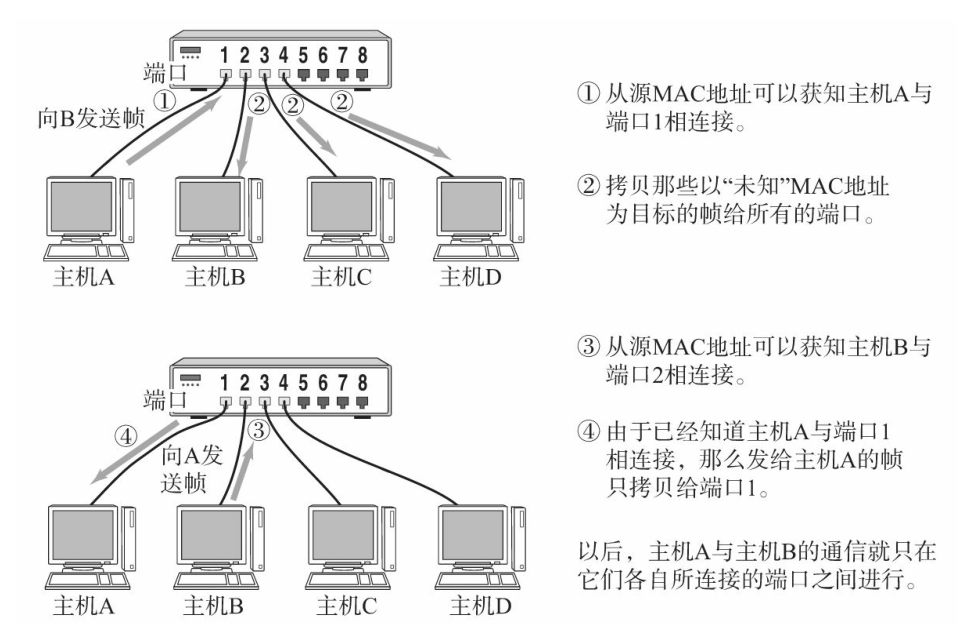 1 2 3 4 5 6 7 8
端口
①
向B发送帧
② ② ②
主机A 主机B 主机C 主机D
① 从源MAC地址可以获知主机A与
端口1相连接。
② 拷贝那些以“未知”MAC地址
为目标的帧给所有的端口。
1 2 3 4 5 6 7 8
端口
④
③
向A发
送帧
主机A 主机B 主机C 主机D
③ 从源MAC地址可以获知主机B与
端口2相连接。
④ 由于已经知道主机A与端口1
相连接，那么发给主机A的帧
只拷贝给端口1。
以后，主机A与主机B的通信就只在
它们各自所连接的端口之间进行。